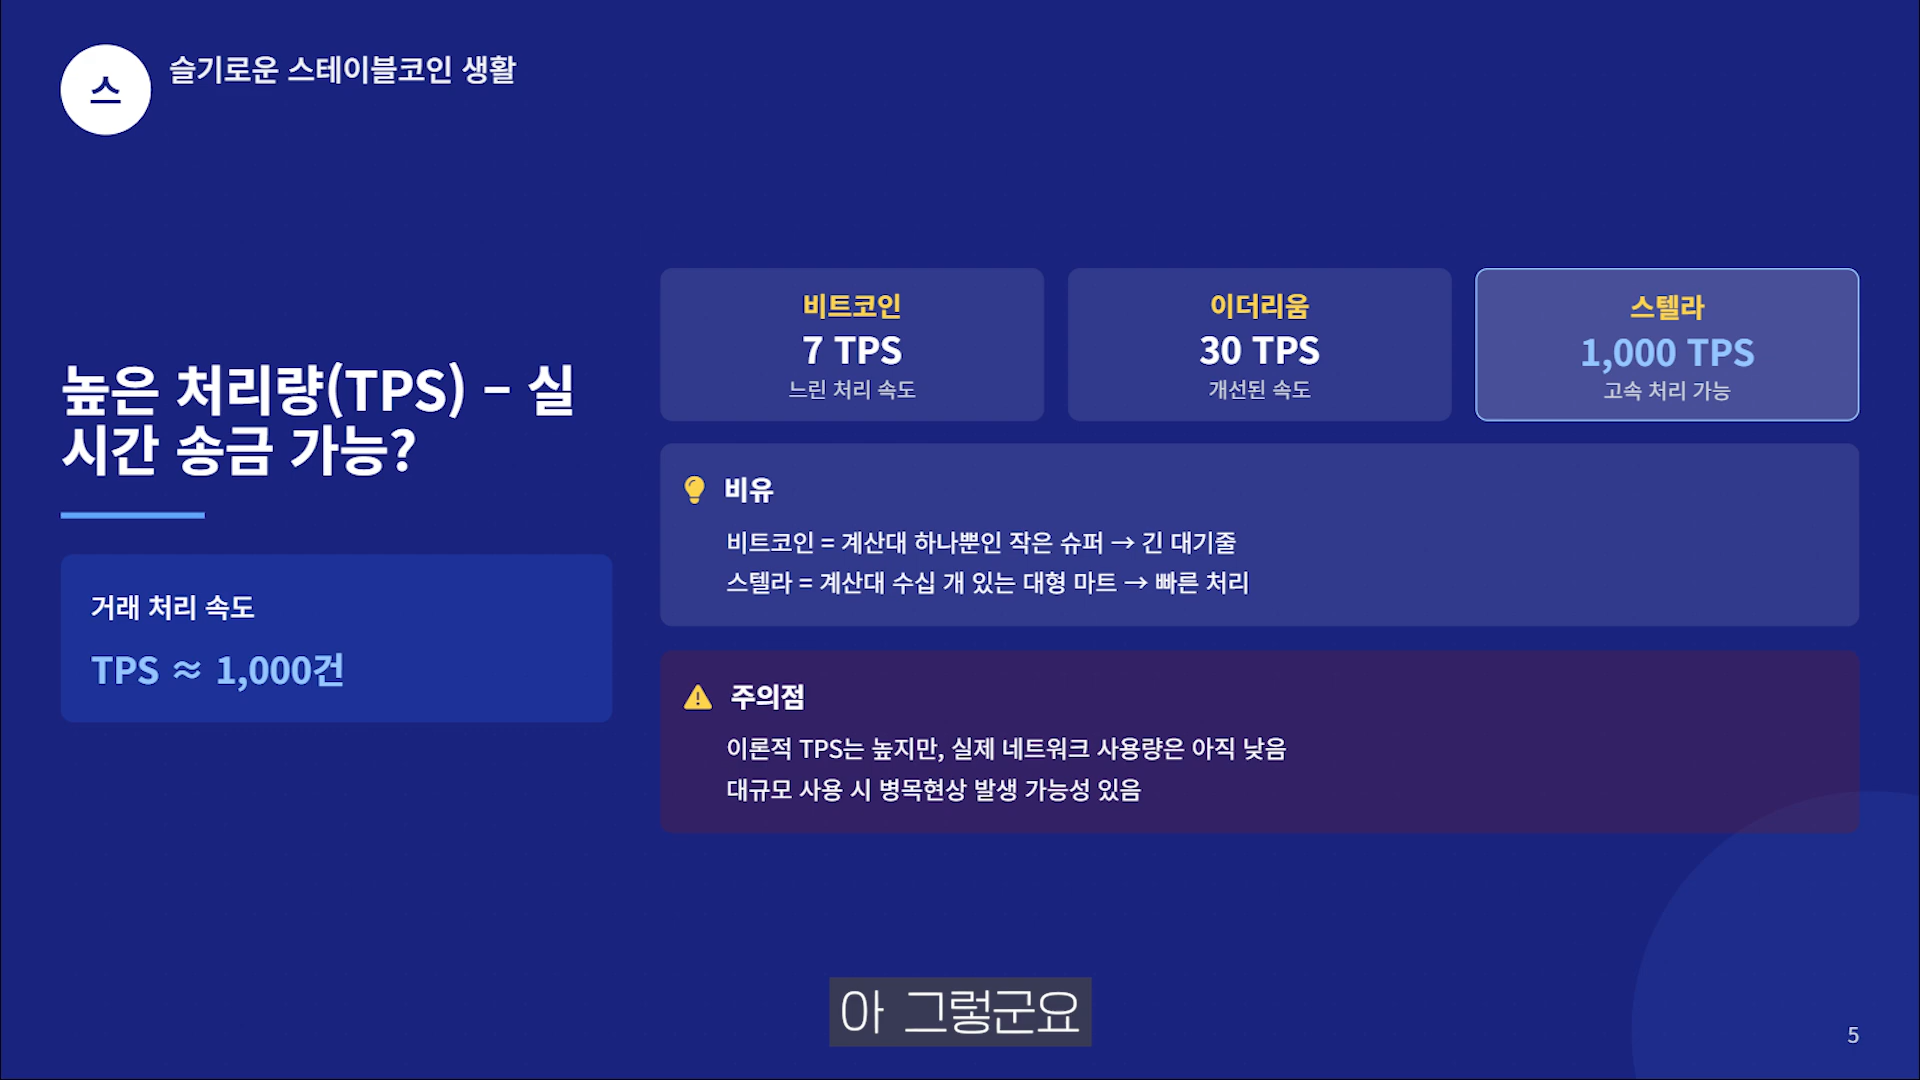 스
슬기로운 스테이블코인 생활
높은 처리량(TPS) – 실
시간 송금 가능?
거래 처리 속도
TPS ≈ 1,000건
비트코인
7 TPS
느린 처리 속도
이더리움
30 TPS
개선된 속도
스텔라
1,000 TPS
고속 처리 가능
비유
비트코인 = 계산대 하나뿐인 작은 슈퍼 → 긴 대기줄
스텔라 = 계산대 수십 개 있는 대형 마트 → 빠른 처리
주의점
이론적 TPS는 높지만, 실제 네트워크 사용량은 아직 낮음
대규모 사용 시 병목현상 발생 가능성 있음
아 그렇군요
5